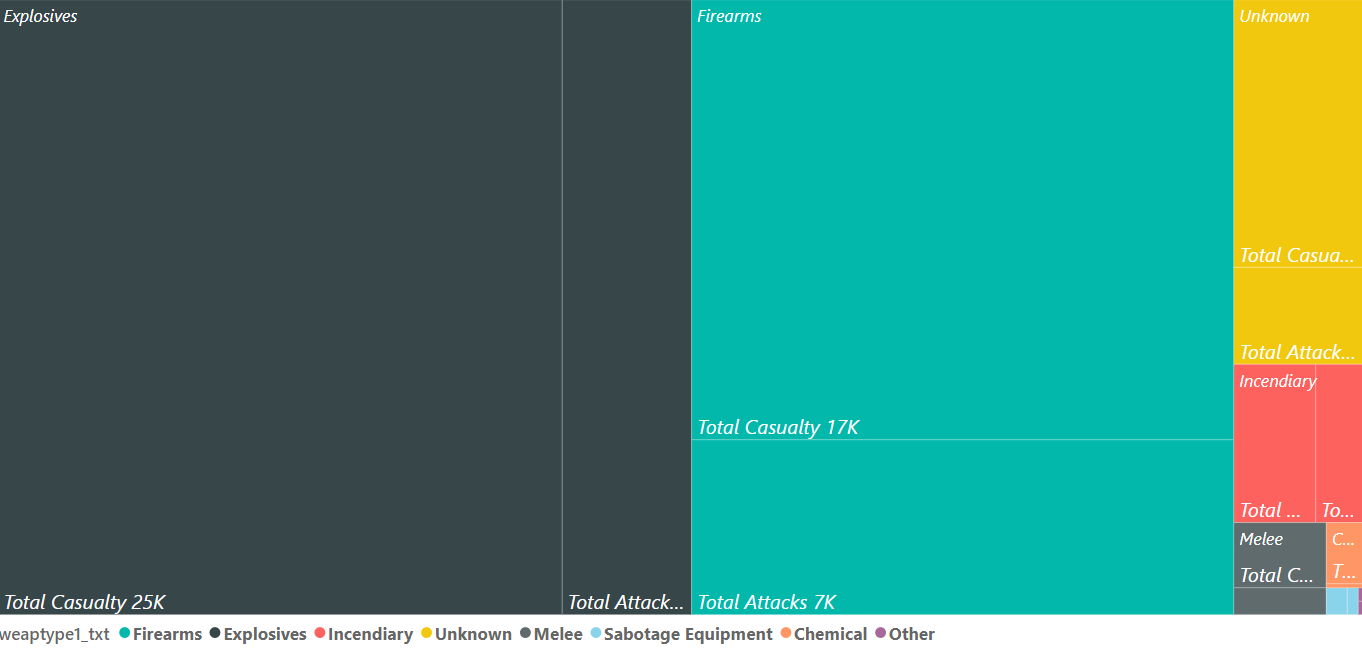 Explosives
Firearms
Unknown
Total Casua...
Total Attack...
Incendiary
Total Casualty 17K
Total ...
To...
Melee
C...
Total C...
T...
Total Casualty 25K
Total Attack...
Total Attacks 7K
weaptype1_txt Firearms Explosives Incendiary Unknown Melee Sabotage Equipment Chemical Other